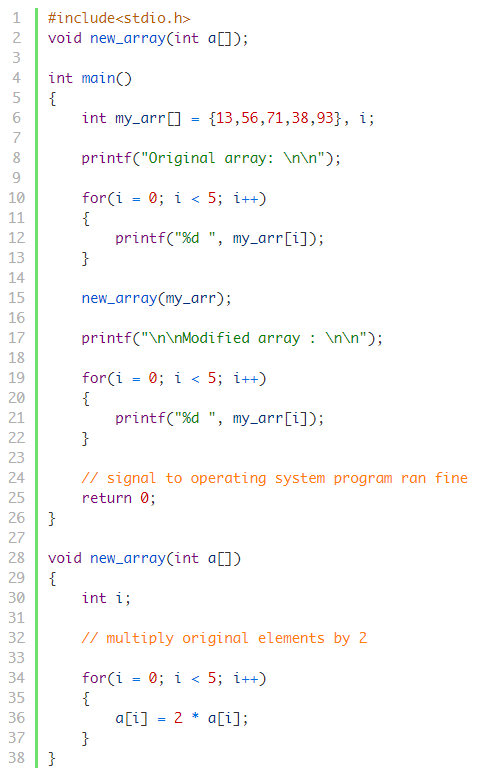 1 #include<stdio.h>
2 void new_array(int a[]);
3
4 int main()
5 {
6     int my_arr[] = {13,56,71,38,93}, i;
7
8     printf("Original array: \n\n");
9
10     for(i = 0; i < 5; i++)
11     {
12         printf("%d ", my_arr[i]);
13     }
14
15     new_array(my_arr);
16
17     printf("\n\nModified array : \n\n");
18
19     for(i = 0; i < 5; i++)
20     {
21         printf("%d ", my_arr[i]);
22     }
23
24     // signal to operating system program ran fine
25     return 0;
26 }
27
28 void new_array(int a[])
29 {
30     int i;
31
32     // multiply original elements by 2
33
34     for(i = 0; i < 5; i++)
35     {
36         a[i] = 2 * a[i];
37     }
38 }